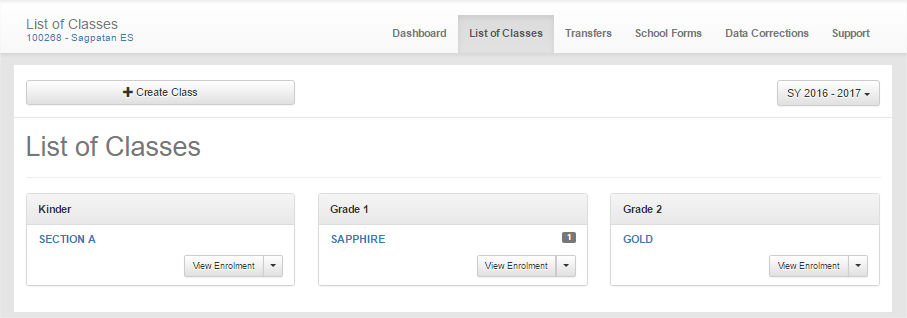 List of Classes
100268 - Sagpatan ES
Dashboard List of Classes Transfers School Forms Data Corrections Support
Create Class
SY 2016 - 2017
List of Classes
Kinder
SECTION A
View Enrolment
Grade 1
SAPPHIRE 1
View Enrolment
Grade 2
GOLD
View Enrolment